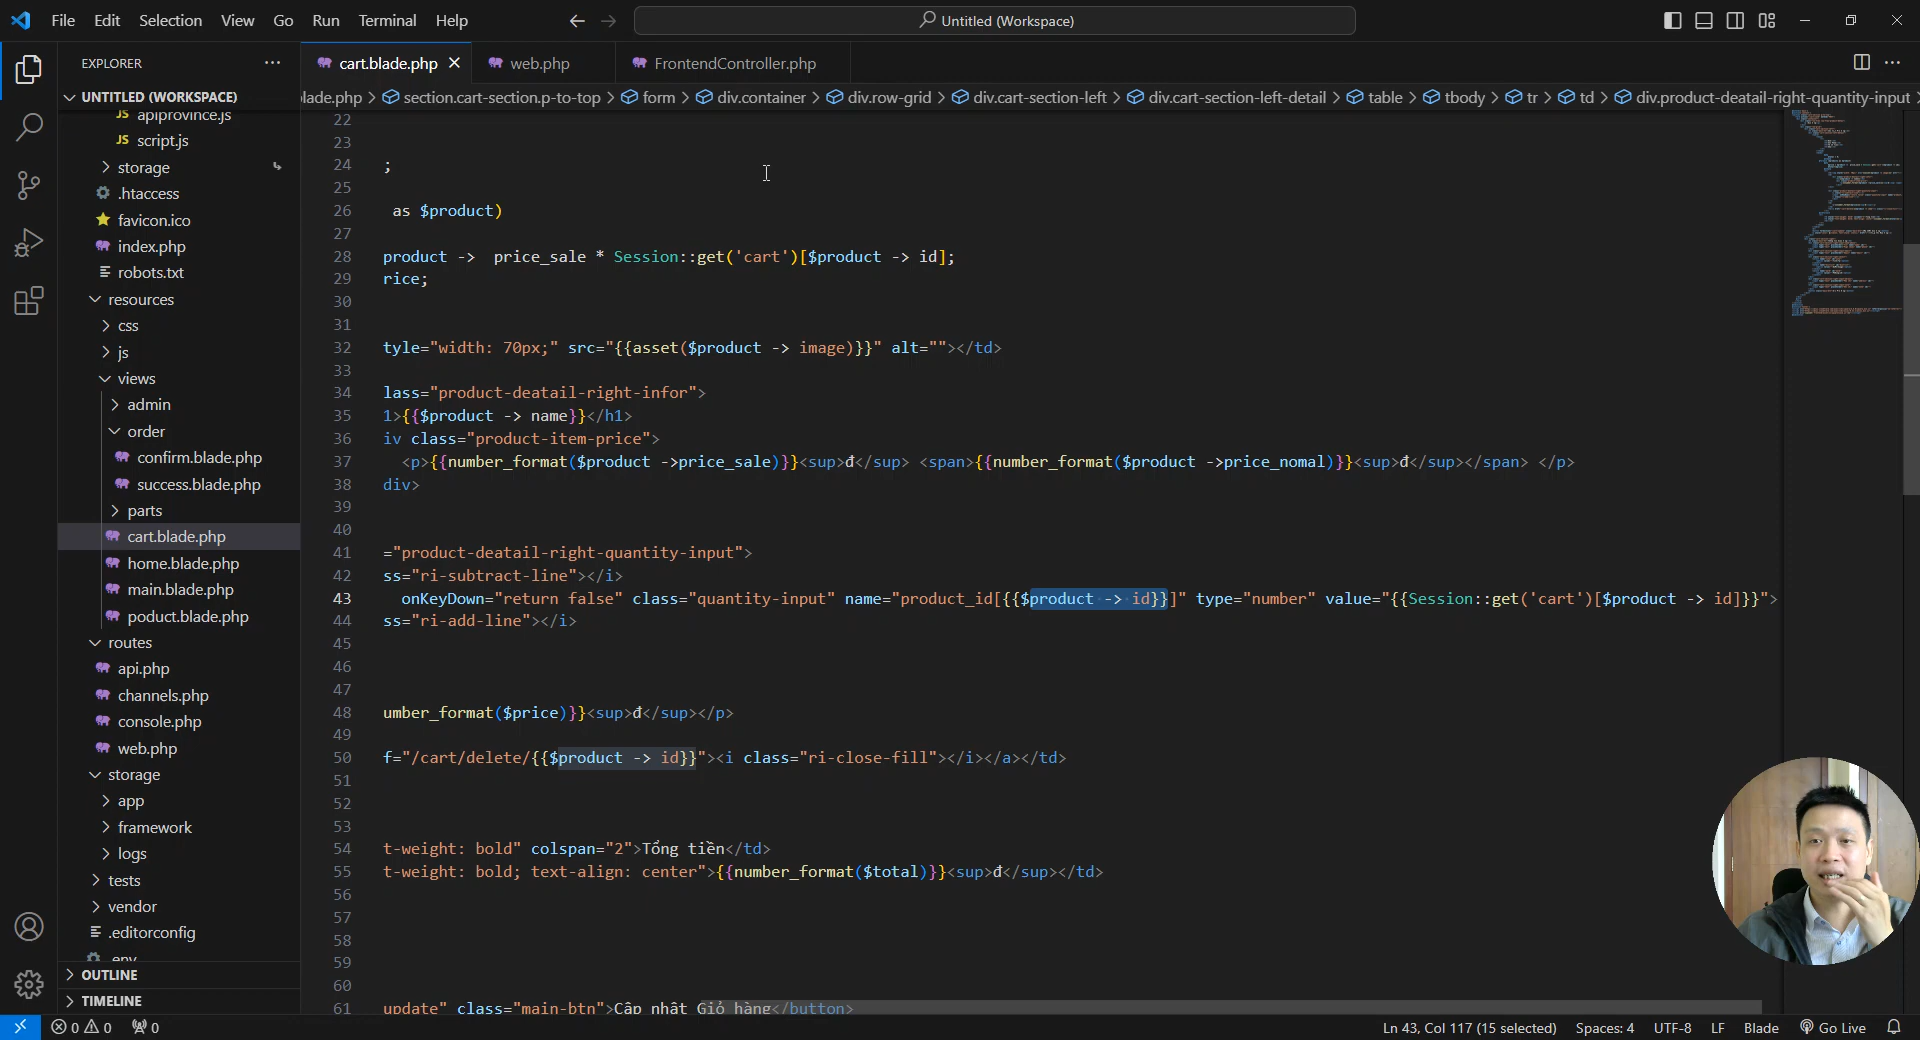 File Edit Selection View Go Run Terminal Help
Untitled (Workspace)
EXPLORER
cart.blade.php
web.php
FrontendController.php
UNTITLED (WORKSPACE)
lade.php > section.cart-section.p-to-top > form > div.container > div.row-grid > div.cart-section-left > div.cart-section-left-detail > table > tbody > tr > td > div.product-deatail-right-quantity-input >
JS apiprovince.js
JS script.js
storage
.htaccess
favicon.ico
index.php
robots.txt
resources
css
js
views
admin
order
confirm.blade.php
success.blade.php
parts
cart.blade.php
home.blade.php
main.blade.php
poduct.blade.php
routes
api.php
channels.php
console.php
web.php
storage
app
framework
logs
tests
vendor
.editorconfig
.env
OUTLINE
TIMELINE
22
23
24 ;
25
26 as $product)
27
28 product -> price_sale * Session::get('cart')[$product -> id];
29 rice;
30
31
32 tyle="width: 70px;" src="{{asset($product -> image)}}" alt=""></td>
33
34 lass="product-deatail-right-infor">
35 1>{{$product -> name}}</h1>
36 iv class="product-item-price">
37 <p>{{number_format($product ->price_sale)}}<sup>đ</sup> <span>{{number_format($product ->price_nomal)}}<sup>đ</sup></span> </p>
38 div>
39
40
41 ="product-deatail-right-quantity-input">
42 ss="ri-subtract-line"></i>
43 onKeyDown="return false" class="quantity-input" name="product_id[{{$product -> id}}]" type="number" value="{{Session::get('cart')[$product -> id]}}">
44 ss="ri-add-line"></i>
45
46
47
48 umber_format($price)}}<sup>đ</sup></p>
49
50 f="/cart/delete/{{$product -> id}}"><i class="ri-close-fill"></i></a></td>
51
52
53
54 t-weight: bold" colspan="2">Tổng tiền</td>
55 t-weight: bold; text-align: center">{{number_format($total)}}<sup>đ</sup></td>
56
57
58
59
60
61 update" class="main-btn">Cập nhật Giỏ hàng</button>
0 0 0
Ln 43, Col 117 (15 selected) Spaces: 4 UTF-8 LF Blade Go Live